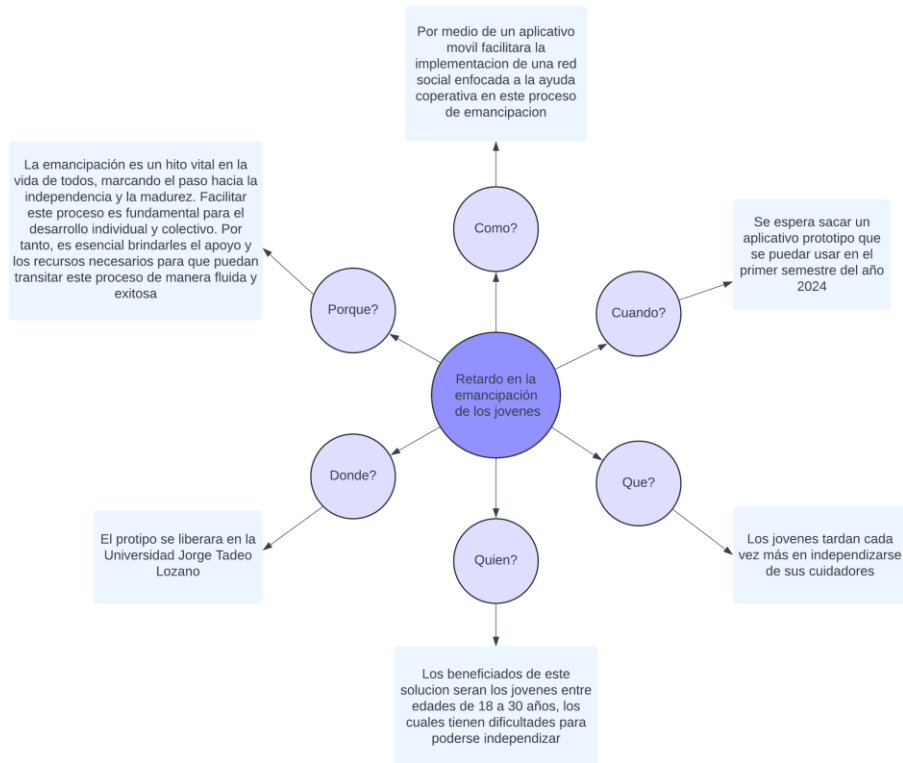 Por medio de un aplicativo
movil facilitara la
implementacion de una red
social enfocada a la ayuda
coperativa en este proceso
de emancipacion
La emancipación es un hito vital en la
vida de todos, marcando el paso hacia la
independencia y la madurez. Facilitar
este proceso es fundamental para el
desarrollo individual y colectivo. Por
tanto, es esencial brindarles el apoyo y
los recursos necesarios para que puedan
transitar este proceso de manera fluida y
exitosa
Como?
Se espera sacar un
aplicativo prototipo que
se puedar usar en el
primer semestre del año
2024
Porque?
Cuando?
Retardo en la
emancipación
de los jovenes
Donde?
Que?
El protipo se liberara en la
Universidad Jorge Tadeo
Lozano
Quien?
Los jovenes tardan cada
vez más en independizarse
de sus cuidadores
Los beneficiados de este
solucion seran los jovenes entre
edades de 18 a 30 años, los
cuales tienen dificultades para
poderse independizar